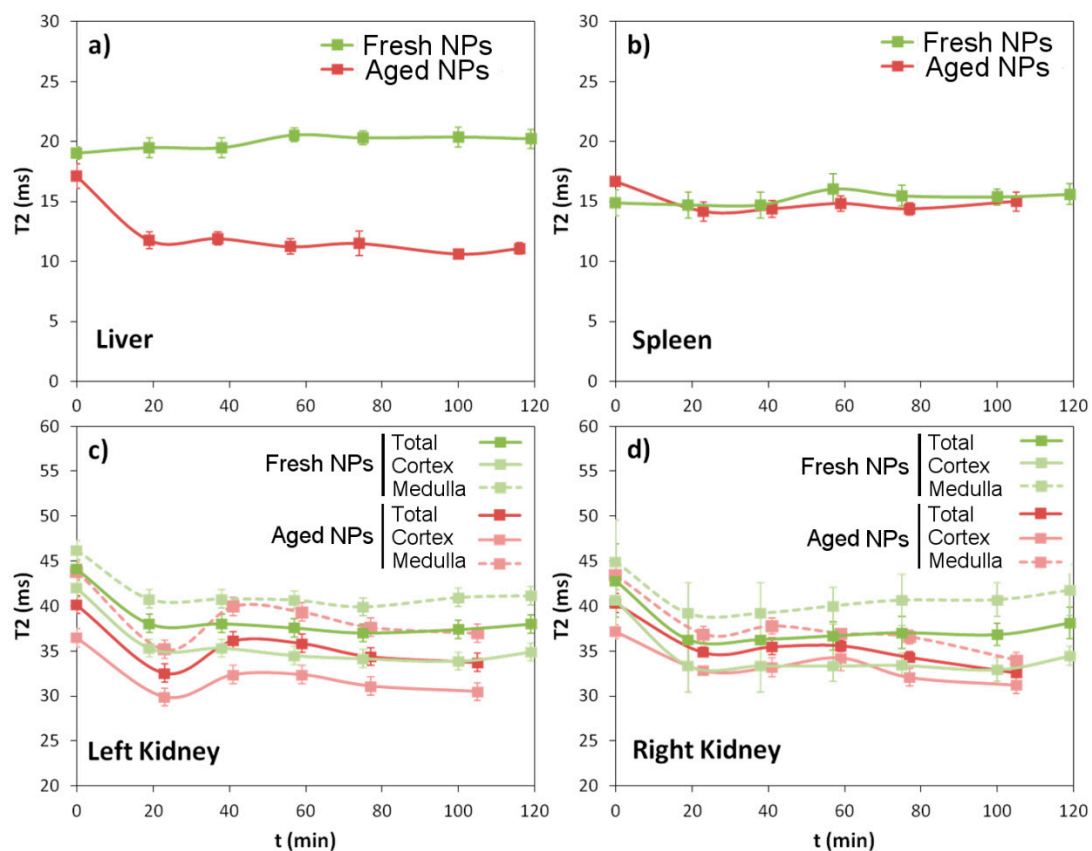 a)
Fresh NPs
Aged NPs
30
25
20
15
10
5
0
T2 (ms)
Liver
0 20 40 60 80 100 120
b)
Fresh NPs
Aged NPs
30
25
20
15
10
5
0
T2 (ms)
Spleen
0 20 40 60 80 100 120
c)
Fresh NPs
Total
Cortex
Medulla
Aged NPs
Total
Cortex
Medulla
60
55
50
45
40
35
30
25
20
T2 (ms)
Left Kidney
0 20 40 60 80 100 120
t (min)
d)
Fresh NPs
Total
Cortex
Medulla
Aged NPs
Total
Cortex
Medulla
60
55
50
45
40
35
30
25
20
T2 (ms)
Right Kidney
0 20 40 60 80 100 120
t (min)